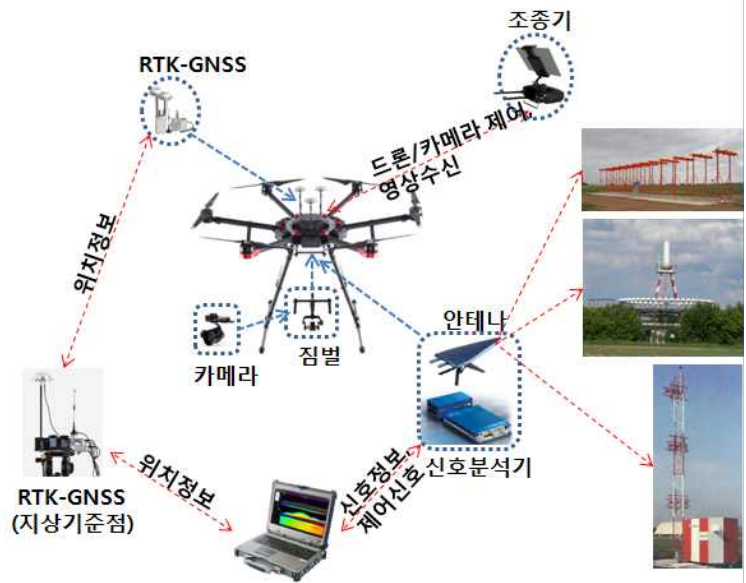 조종기
RTK-GNSS
드론/카메라 제어,
영상수신
위치정보
안테나
짐벌
카메라
신호분석기
RTK-GNSS
(지상기준점)
위치정보
신호정보,
제어신호